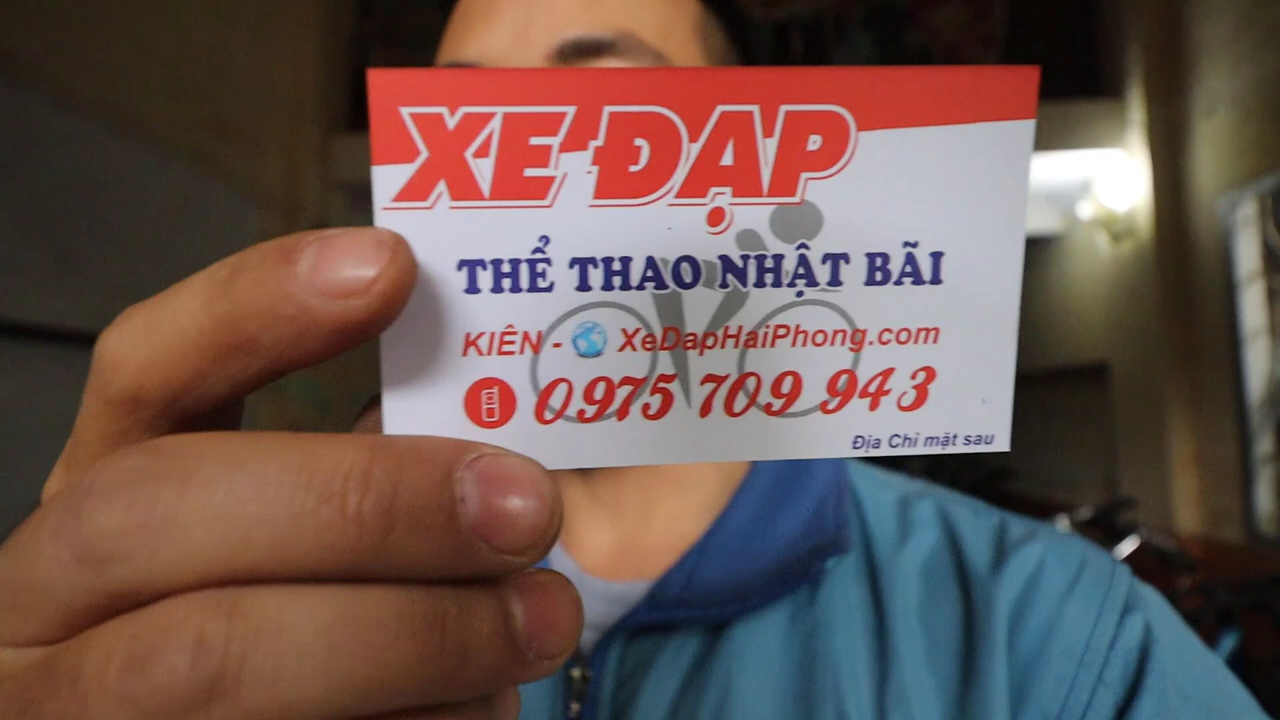 XE ĐẠP
THỂ THAO NHẬT BÃI
KIÊN - XeDapHaiPhong.com
0975 709 943
Địa Chỉ mặt sau